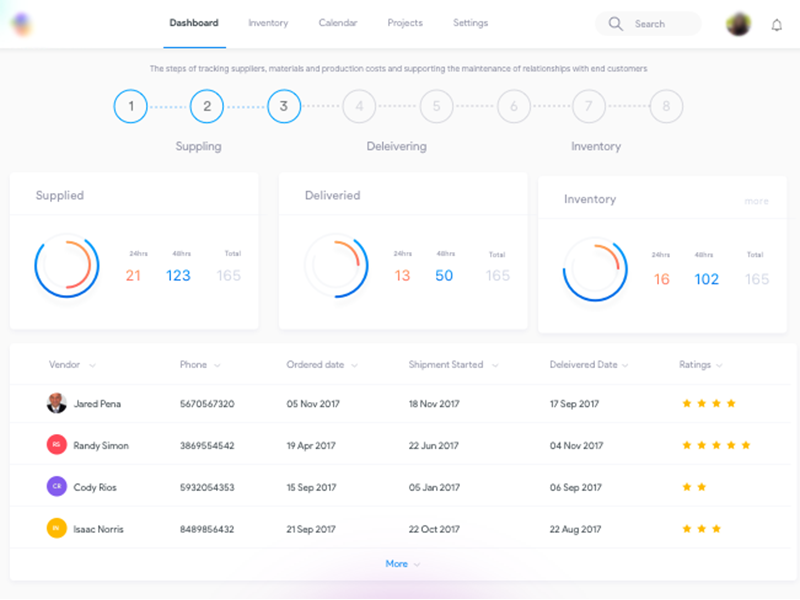 Dashboard Inventory Calendar Projects Settings Search
The steps of tracking suppliers, materials and production costs and supporting the maintenance of relationships with end customers
1 2 3 4 5 6 7 8
Suppling Deleivering Inventory
Supplied
24hrs 48hrs Total
21 123 165
Deliveried
24hrs 48hrs Total
13 50 165
Inventory more
24hrs 48hrs Total
16 102 165
Vendor Phone Ordered date Shipment Started Deleivered Date Ratings
Jared Pena 5670567320 05 Nov 2017 18 Nov 2017 17 Sep 2017
RS Randy Simon 3869554542 19 Apr 2017 22 Jun 2017 04 Nov 2017
CR Cody Rios 5932054353 15 Sep 2017 05 Jan 2017 06 Sep 2017
IN Isaac Norris 8489856432 21 Sep 2017 22 Oct 2017 22 Aug 2017
More